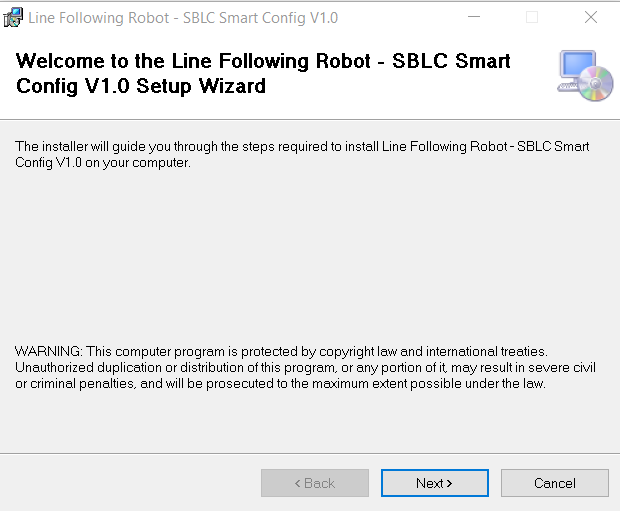 Line Following Robot - SBLC Smart Config V1.0
Welcome to the Line Following Robot - SBLC Smart
Config V1.0 Setup Wizard
The installer will guide you through the steps required to install Line Following Robot - SBLC Smart
Config V1.0 on your computer.
WARNING: This computer program is protected by copyright law and international treaties.
Unauthorized duplication or distribution of this program, or any portion of it, may result in severe civil
or criminal penalties, and will be prosecuted to the maximum extent possible under the law.
< Back
Next >
Cancel